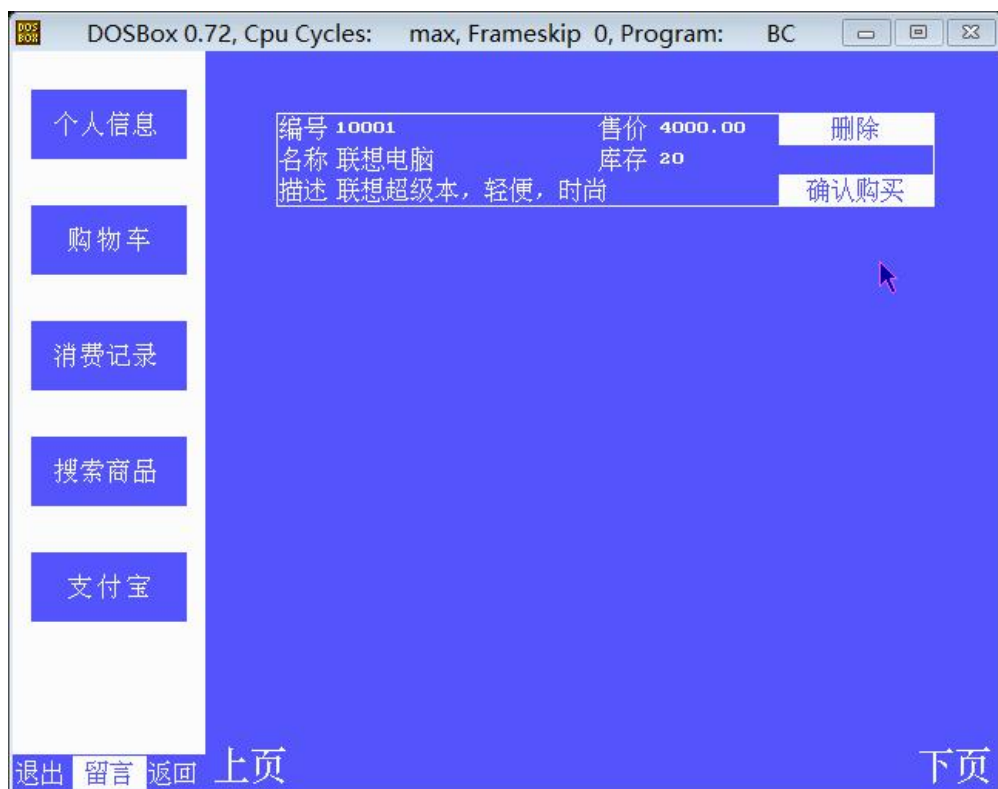 DOS BOX DOSBox 0.72, Cpu Cycles: max, Frameskip 0, Program: BC
个人信息
购物车
消费记录
搜索商品
支付宝
退出 留言 返回
编号 10001 售价 4000.00 删除
名称 联想电脑 库存 20
描述 联想超级本，轻便，时尚 确认购买
上页 下页